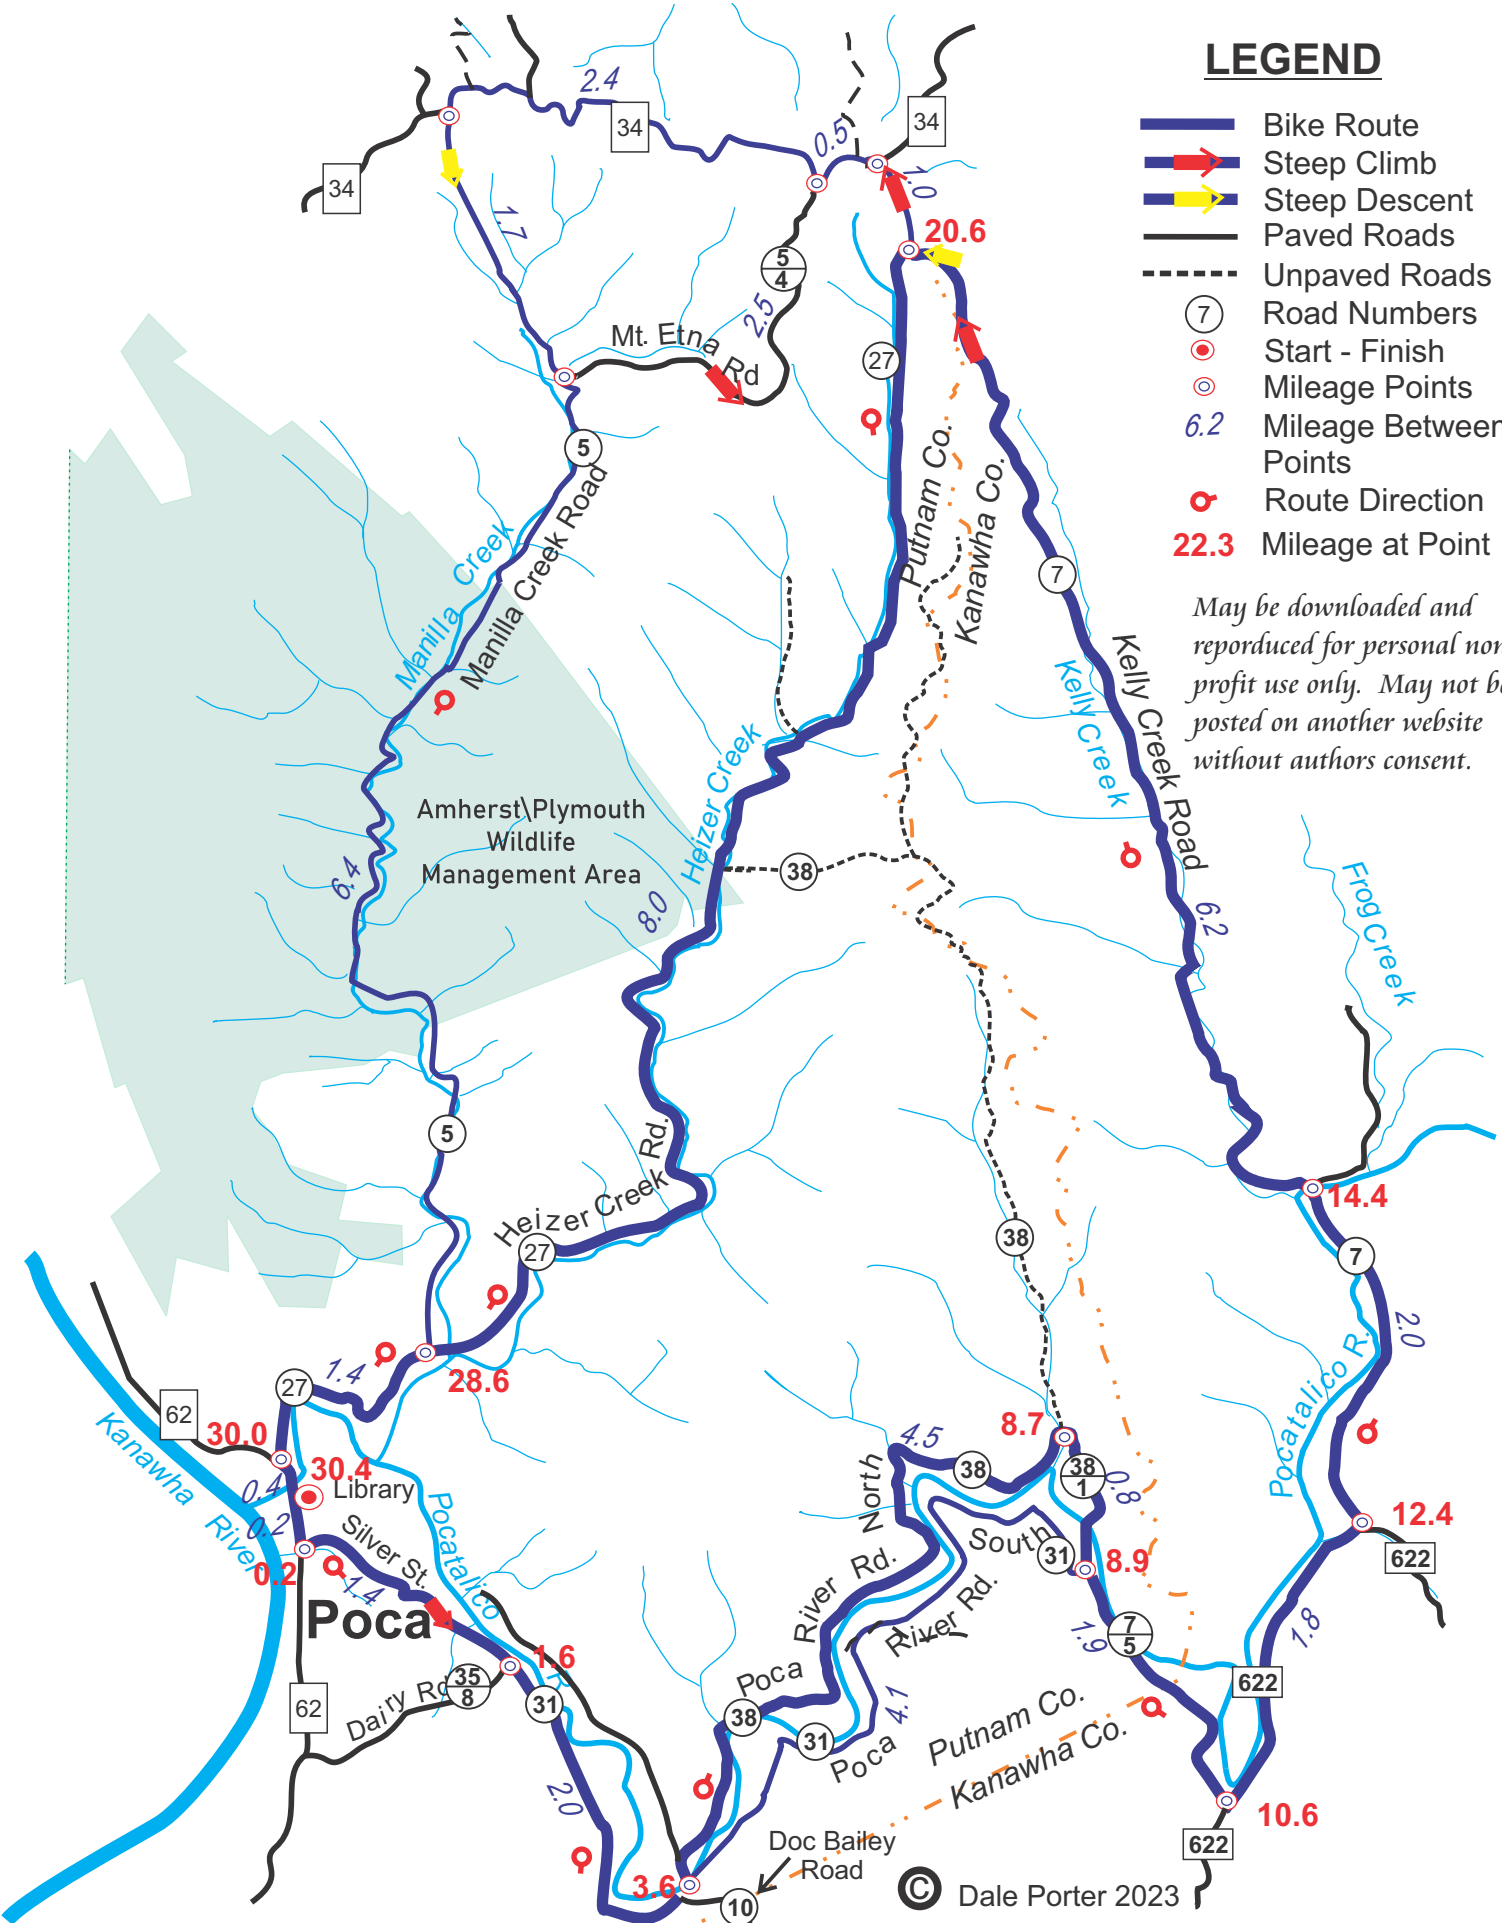 LEGEND
Bike Route
Steep Climb
Steep Descent
Paved Roads
Unpaved Roads
7
Road Numbers
Start - Finish
Mileage Points
6.2
Mileage Between
Points
Route Direction
22.3
Mileage at Point
May be downloaded and
reporduced for personal non
profit use only. May not be
posted on another website
without authors consent.
2.4
34
0.5
34
34
1.0
20.6
1.7
5
4
2.5
Mt. Etna
Rd
27
5
Putnam Co.
Kanawha Co.
7
Manilla Creek
Manilla Creek Road
Kelly Creek
Kelly Creek Road
Heizer Creek
Amherst\Plymouth
Wildlife
Management Area
38
6.4
8.0
6.2
Frog Creek
5
Heizer Creek Rd.
27
38
14.4
7
2.0
Pocatalico R.
28.6
1.4
27
62
30.0
Kanawha
River
0.4
30.4
Library
0.2
0.2
Silver St.
1.4
Poca
Pocatalico
R.
8.7
4.5
38
38
1
0.8
North
South
31
8.9
12.4
622
River Rd.
River Rd.
7
5
1.9
1.8
622
1.6
35
8
Dairy Rd
31
62
Poca
38
31
Poca
4.1
Putnam Co.
Kanawha Co.
2.0
10.6
622
3.6
Doc Bailey
Road
10
© Dale Porter 2023